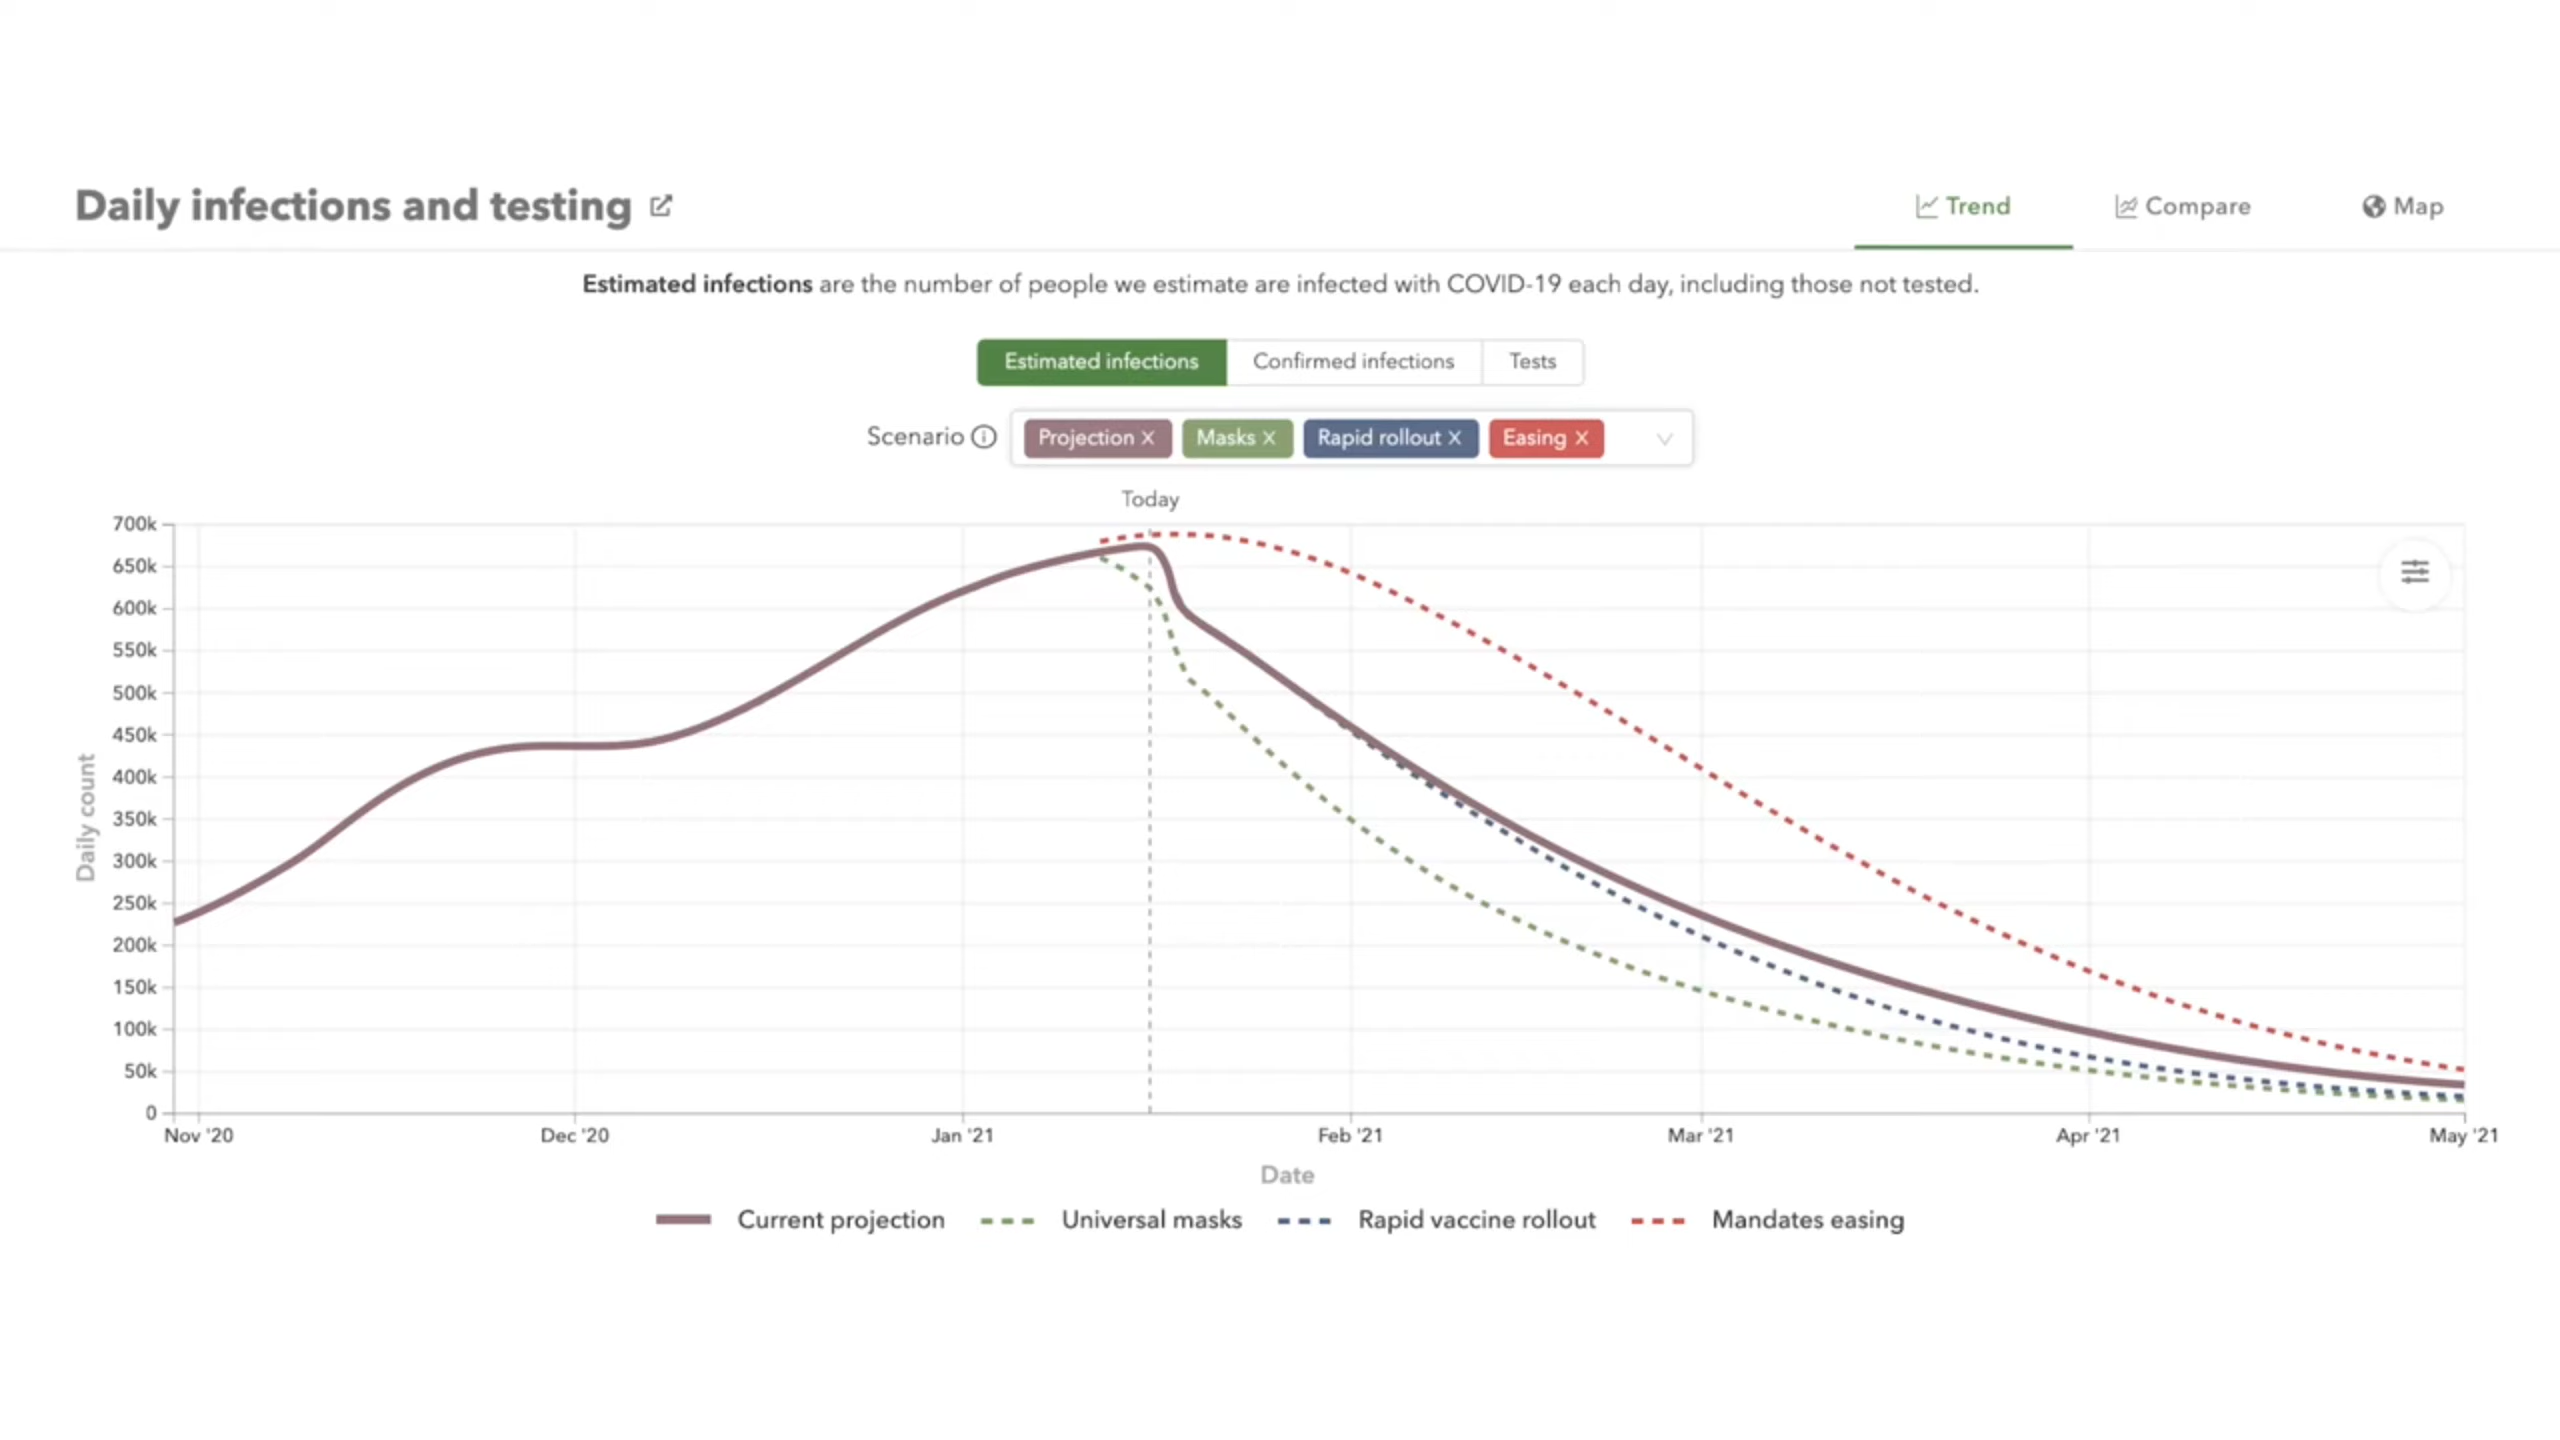 Daily infections and testing
Trend
Compare
Map
Estimated infections are the number of people we estimate are infected with COVID-19 each day, including those not tested.
Estimated infections
Confirmed infections
Tests
Scenario
Projection X
Masks X
Rapid rollout X
Easing X
Today
700k
650k
600k
550k
500k
450k
400k
350k
300k
250k
200k
150k
100k
50k
0
Daily count
Nov '20
Dec '20
Jan '21
Feb '21
Mar '21
Apr '21
May '21
Date
Current projection
Universal masks
Rapid vaccine rollout
Mandates easing